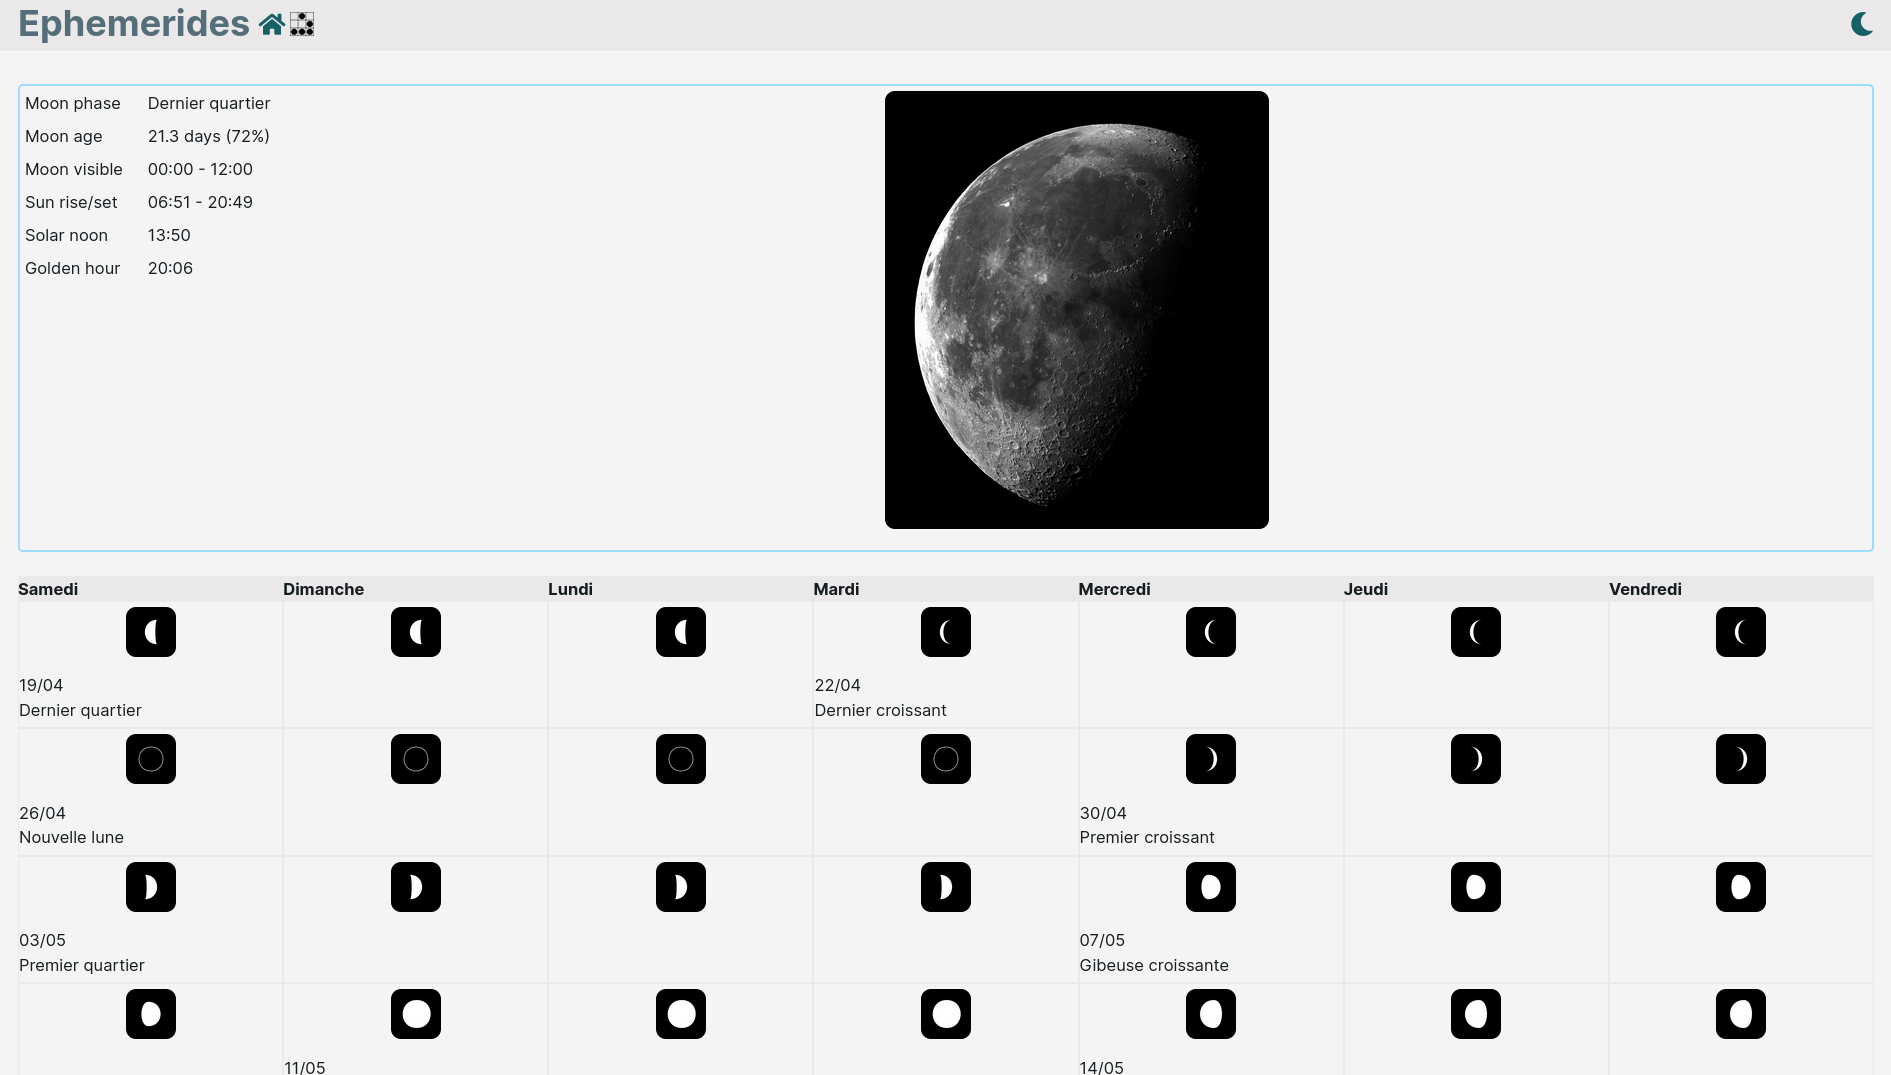 Ephemerides
Moon phase Dernier quartier
Moon age 21.3 days (72%)
Moon visible 00:00 - 12:00
Sun rise/set 06:51 - 20:49
Solar noon 13:50
Golden hour 20:06
Samedi Dimanche Lundi Mardi Mercredi Jeudi Vendredi
19/04 22/04
Dernier quartier Dernier croissant
26/04 30/04
Nouvelle lune Premier croissant
03/05 07/05
Premier quartier Gibeuse croissante
11/05 14/05